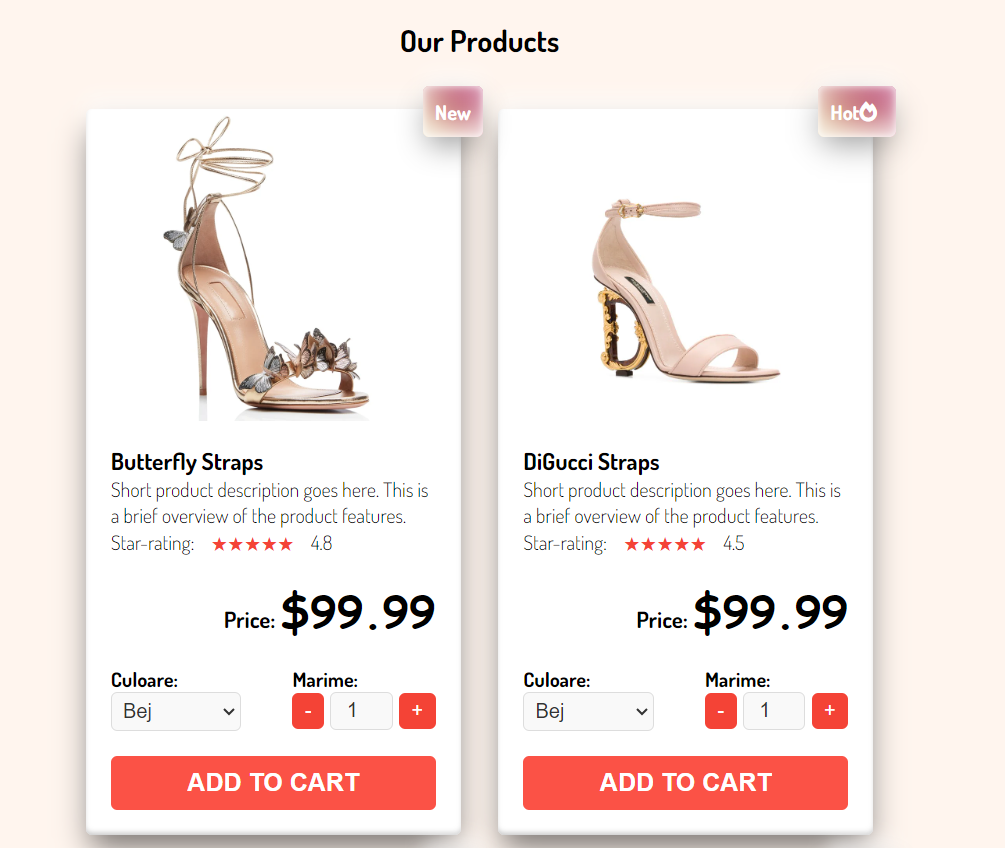 Our Products
New
Hot
Butterfly Straps
Short product description goes here. This is
a brief overview of the product features.
Star-rating: ★★★★★ 4.8
Price: $99.99
Culoare: Marime:
Bej - 1 +
ADD TO CART
DiGucci Straps
Short product description goes here. This is
a brief overview of the product features.
Star-rating: ★★★★★ 4.5
Price: $99.99
Culoare: Marime:
Bej - 1 +
ADD TO CART